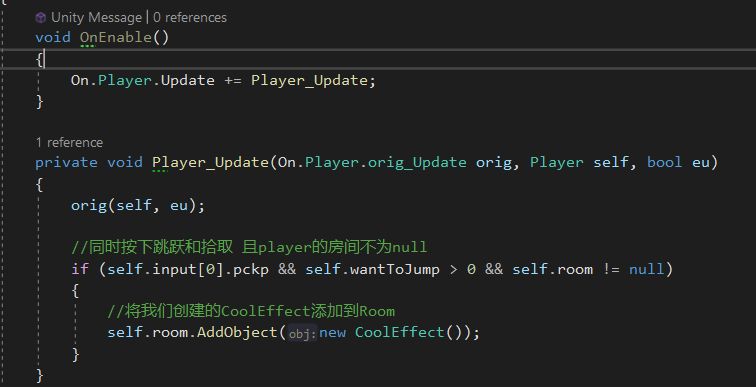 {
Unity Message | 0 references
void OnEnable()
{
On.Player.Update += Player_Update;
}
1 reference
private void Player_Update(On.Player.orig_Update orig, Player self, bool eu)
{
orig(self, eu);
//同时按下跳跃和拾取 且player的房间不为null
if (self.input[0].pckp && self.wantToJump > 0 && self.room != null)
{
//将我们创建的CoolEffect添加到Room
self.room.AddObject(obj:new CoolEffect());
}
}